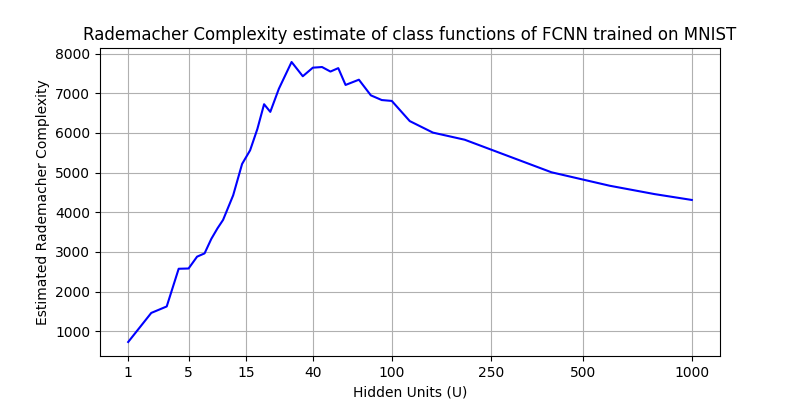 Rademacher Complexity estimate of class functions of FCNN trained on MNIST
Estimated Rademacher Complexity
8000
7000
6000
5000
4000
3000
2000
1000
1 5 15 40 100 250 500 1000
Hidden Units (U)